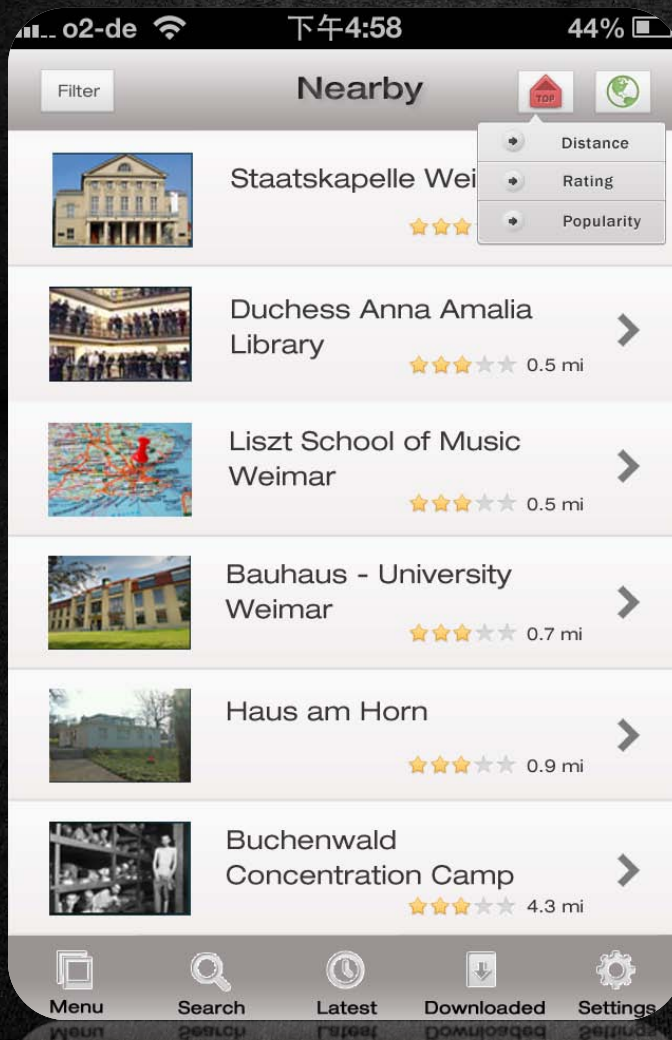 o2-de 下午4:58 44%
Filter Nearby TOP
Distance
Rating
Popularity
Staatskapelle Wei
Duchess Anna Amalia
Library
0.5 mi
Liszt School of Music
Weimar
0.5 mi
Bauhaus - University
Weimar
0.7 mi
Haus am Horn
0.9 mi
Buchenwald
Concentration Camp
4.3 mi
Menu Search Latest Downloaded Settings